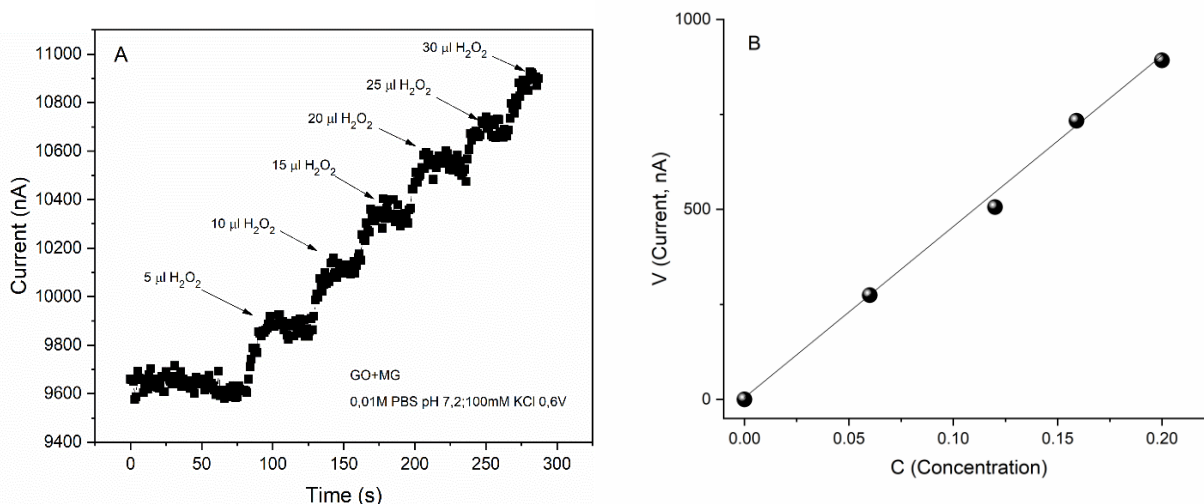 A
30 μl H₂O₂
25 μl H₂O₂
20 μl H₂O₂
15 μl H₂O₂
10 μl H₂O₂
5 μl H₂O₂
GO+MG
0,01M PBS pH 7,2;100mM KCl 0,6V
11000
10800
10600
10400
10200
10000
9800
9600
9400
Current (nA)
0 50 100 150 200 250 300
Time (s)
B
1000
500
0
V (Current, nA)
0.00 0.05 0.10 0.15 0.20
C (Concentration)